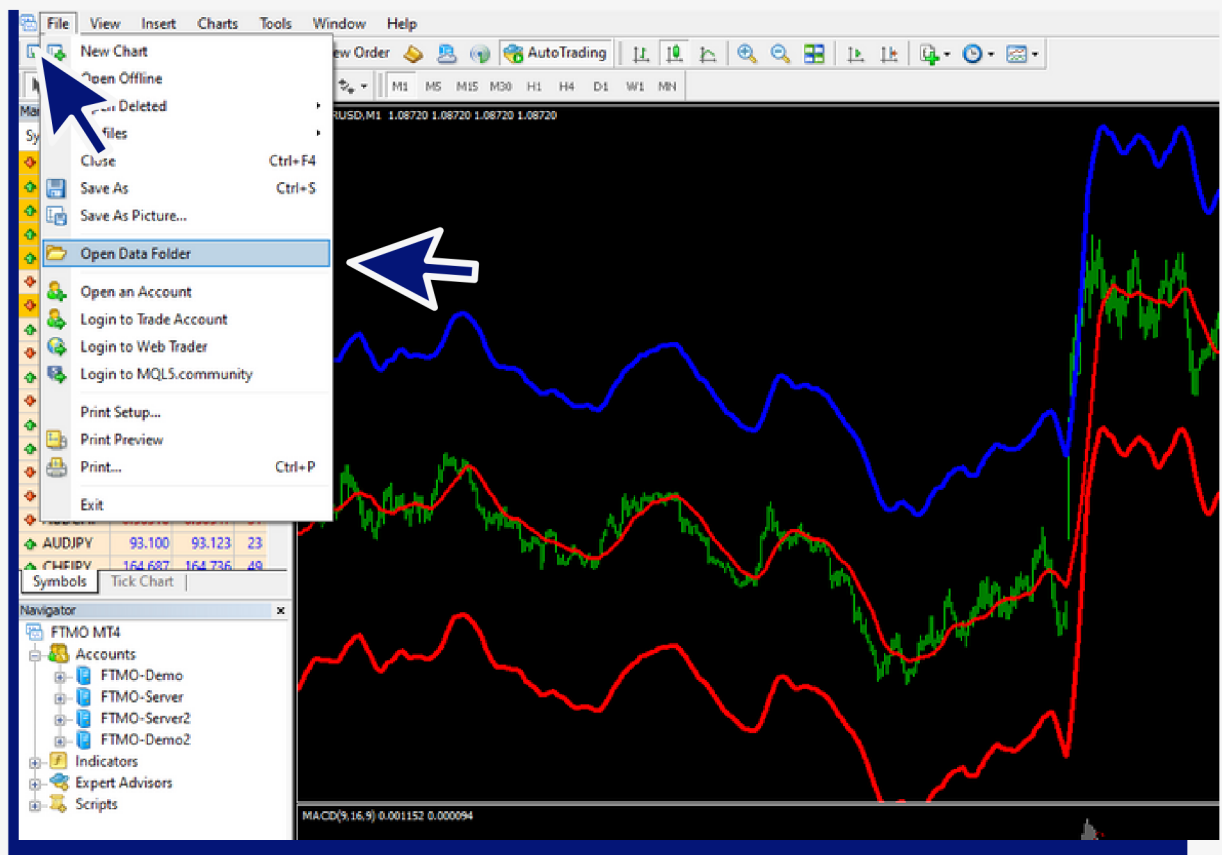 File View Insert Charts Tools Window Help
New Chart
ew Order AutoTrading
Open Offline
Deleted
M1 M5 M15 M30 H1 H4 D1 W1 MN
files
RUSD,M1 1.08720 1.08720 1.08720 1.08720
Close Ctrl+F4
Save As Ctrl+S
Save As Picture...
Open Data Folder
Open an Account
Login to Trade Account
Login to Web Trader
Login to MQL5.community
Print Setup...
Print Preview
Print... Ctrl+P
Exit
AUDJPY 93.100 93.123 23
CHFJPY 164.687 164.736 49
Symbols Tick Chart
Navigator
FTMO MT4
Accounts
FTMO-Demo
FTMO-Server
FTMO-Server2
FTMO-Demo2
Indicators
Expert Advisors
Scripts
MACD(9,16,9) 0.001152 0.000094